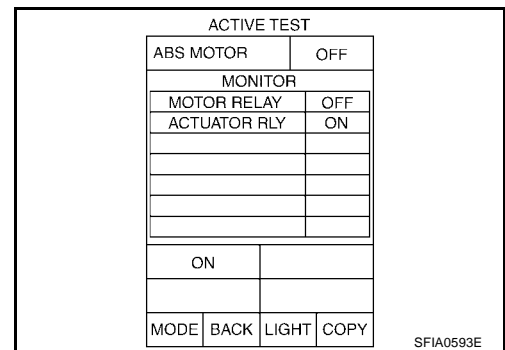 ACTIVE TEST
ABS MOTOR OFF
MONITOR
MOTOR RELAY OFF
ACTUATOR RLY ON
ON
MODE BACK LIGHT COPY
SFIA0593E